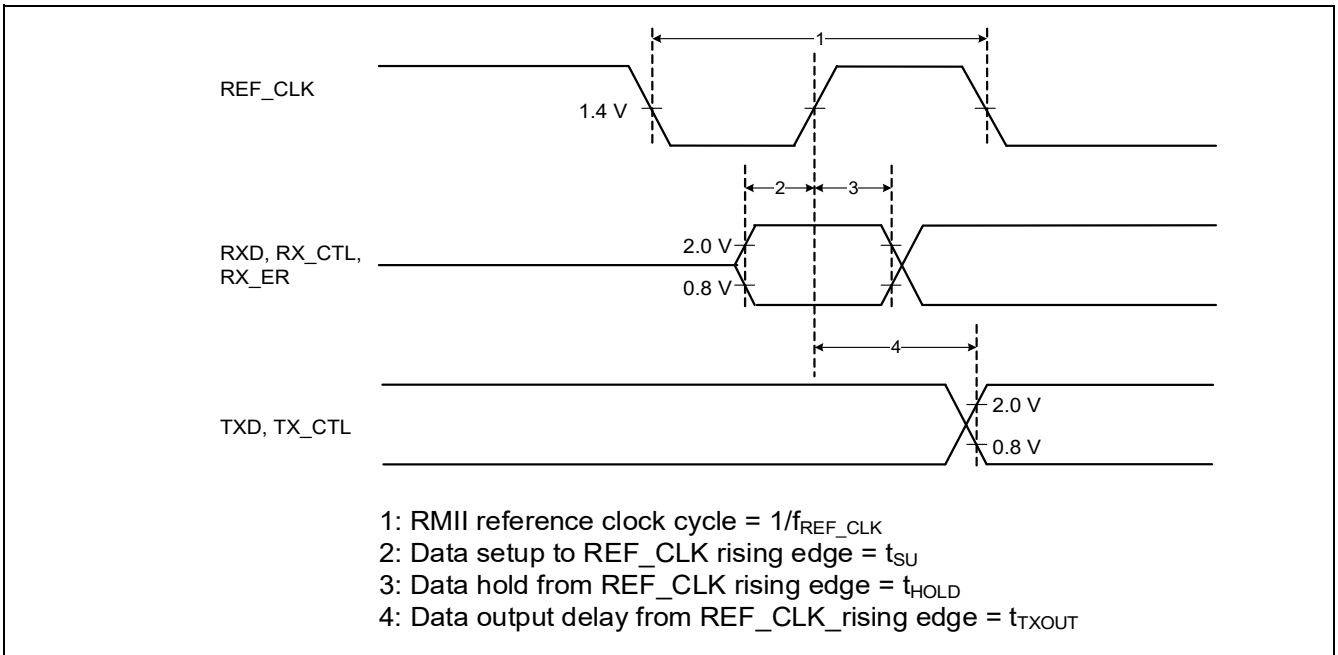 1
REF_CLK
1.4 V
2
3
RXD, RX_CTL,
RX_ER
2.0 V
0.8 V
4
TXD, TX_CTL
2.0 V
0.8 V
1: RMII reference clock cycle = 1/fREF_CLK
2: Data setup to REF_CLK rising edge = tSU
3: Data hold from REF_CLK rising edge = tHOLD
4: Data output delay from REF_CLK_rising edge = tTXOUT